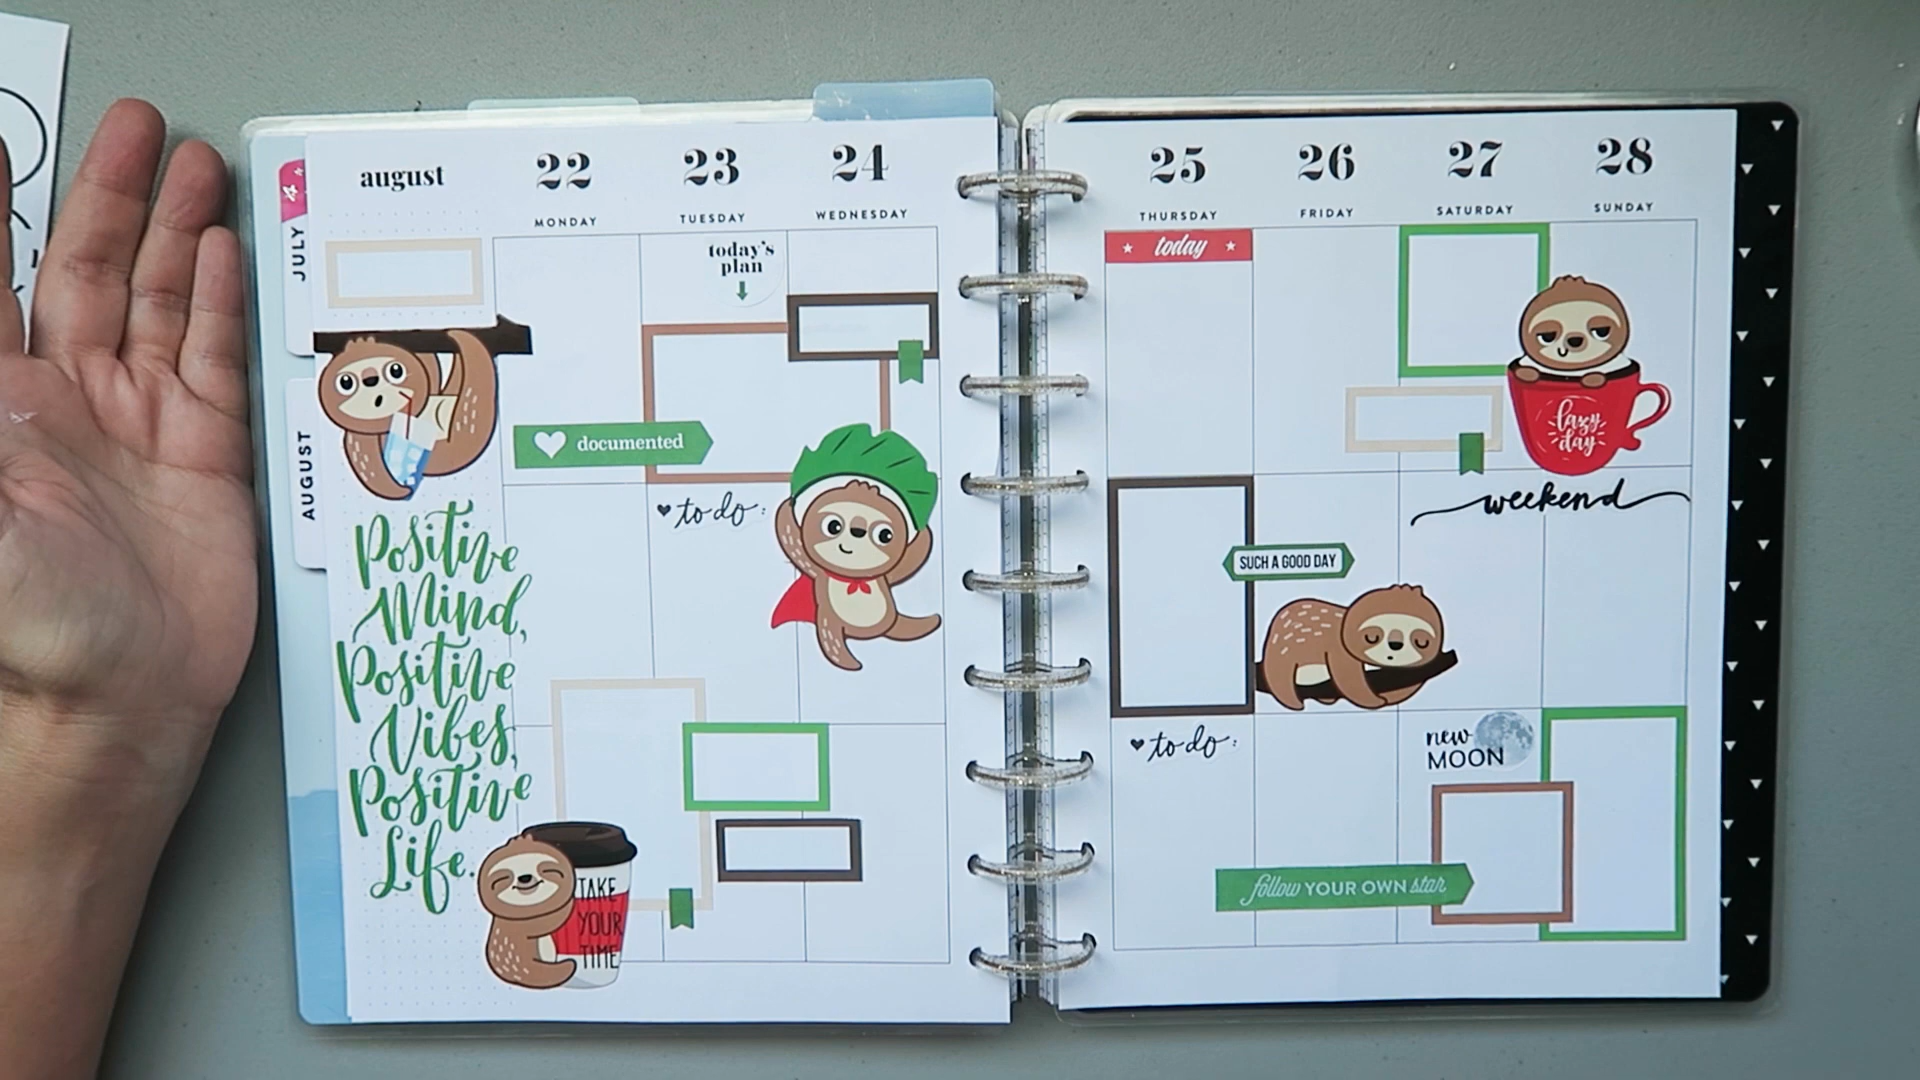 august
22
MONDAY
23
TUESDAY
24
WEDNESDAY
JULY
AUGUST
today's
plan
documented
to do:
Positive
Mind,
Positive
Vibes,
Positive
Life.
TAKE
YOUR
TIME
25
THURSDAY
26
FRIDAY
27
SATURDAY
28
SUNDAY
today
lazy
day
weekend
SUCH A GOOD DAY
to do:
new
MOON
follow YOUR OWN star